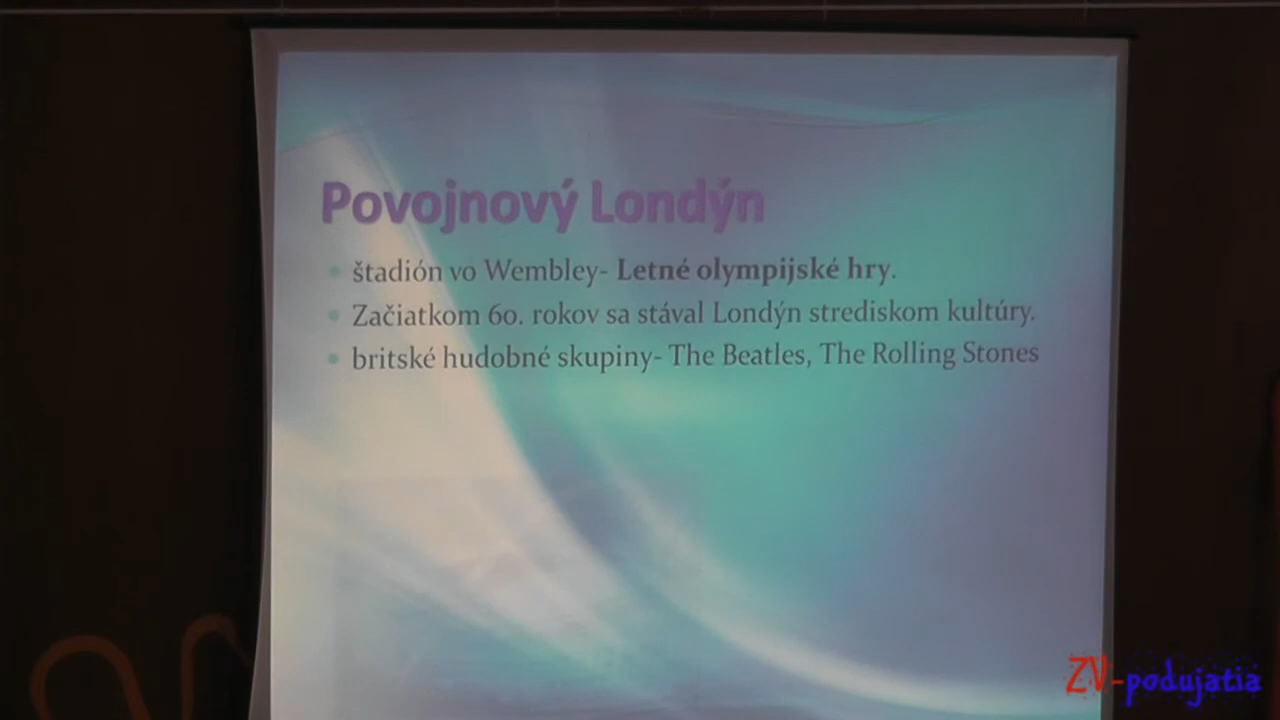 Povojnový Londýn
štadión vo Wembley- Letné olympijské hry.
Začiatkom 60. rokov sa stával Londýn strediskom kultúry.
britské hudobné skupiny- The Beatles, The Rolling Stones
ZV-podujatia